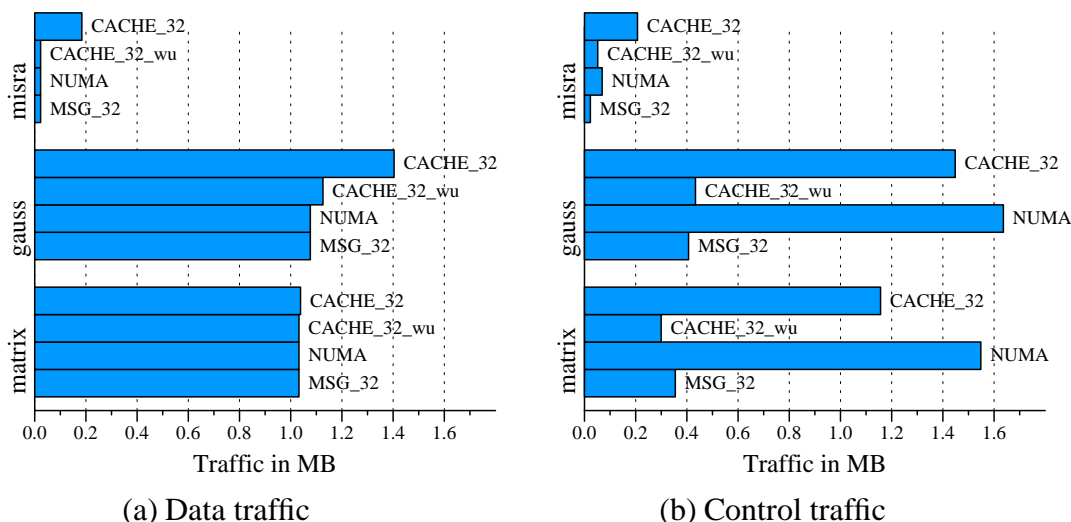 misra
CACHE_32
CACHE_32_wu
NUMA
MSG_32
gauss
CACHE_32
CACHE_32_wu
NUMA
MSG_32
matrix
CACHE_32
CACHE_32_wu
NUMA
MSG_32
0.0 0.2 0.4 0.6 0.8 1.0 1.2 1.4 1.6
Traffic in MB
(a) Data traffic
misra
CACHE_32
CACHE_32_wu
NUMA
MSG_32
gauss
CACHE_32
CACHE_32_wu
NUMA
MSG_32
matrix
CACHE_32
CACHE_32_wu
NUMA
MSG_32
0.0 0.2 0.4 0.6 0.8 1.0 1.2 1.4 1.6
Traffic in MB
(b) Control traffic